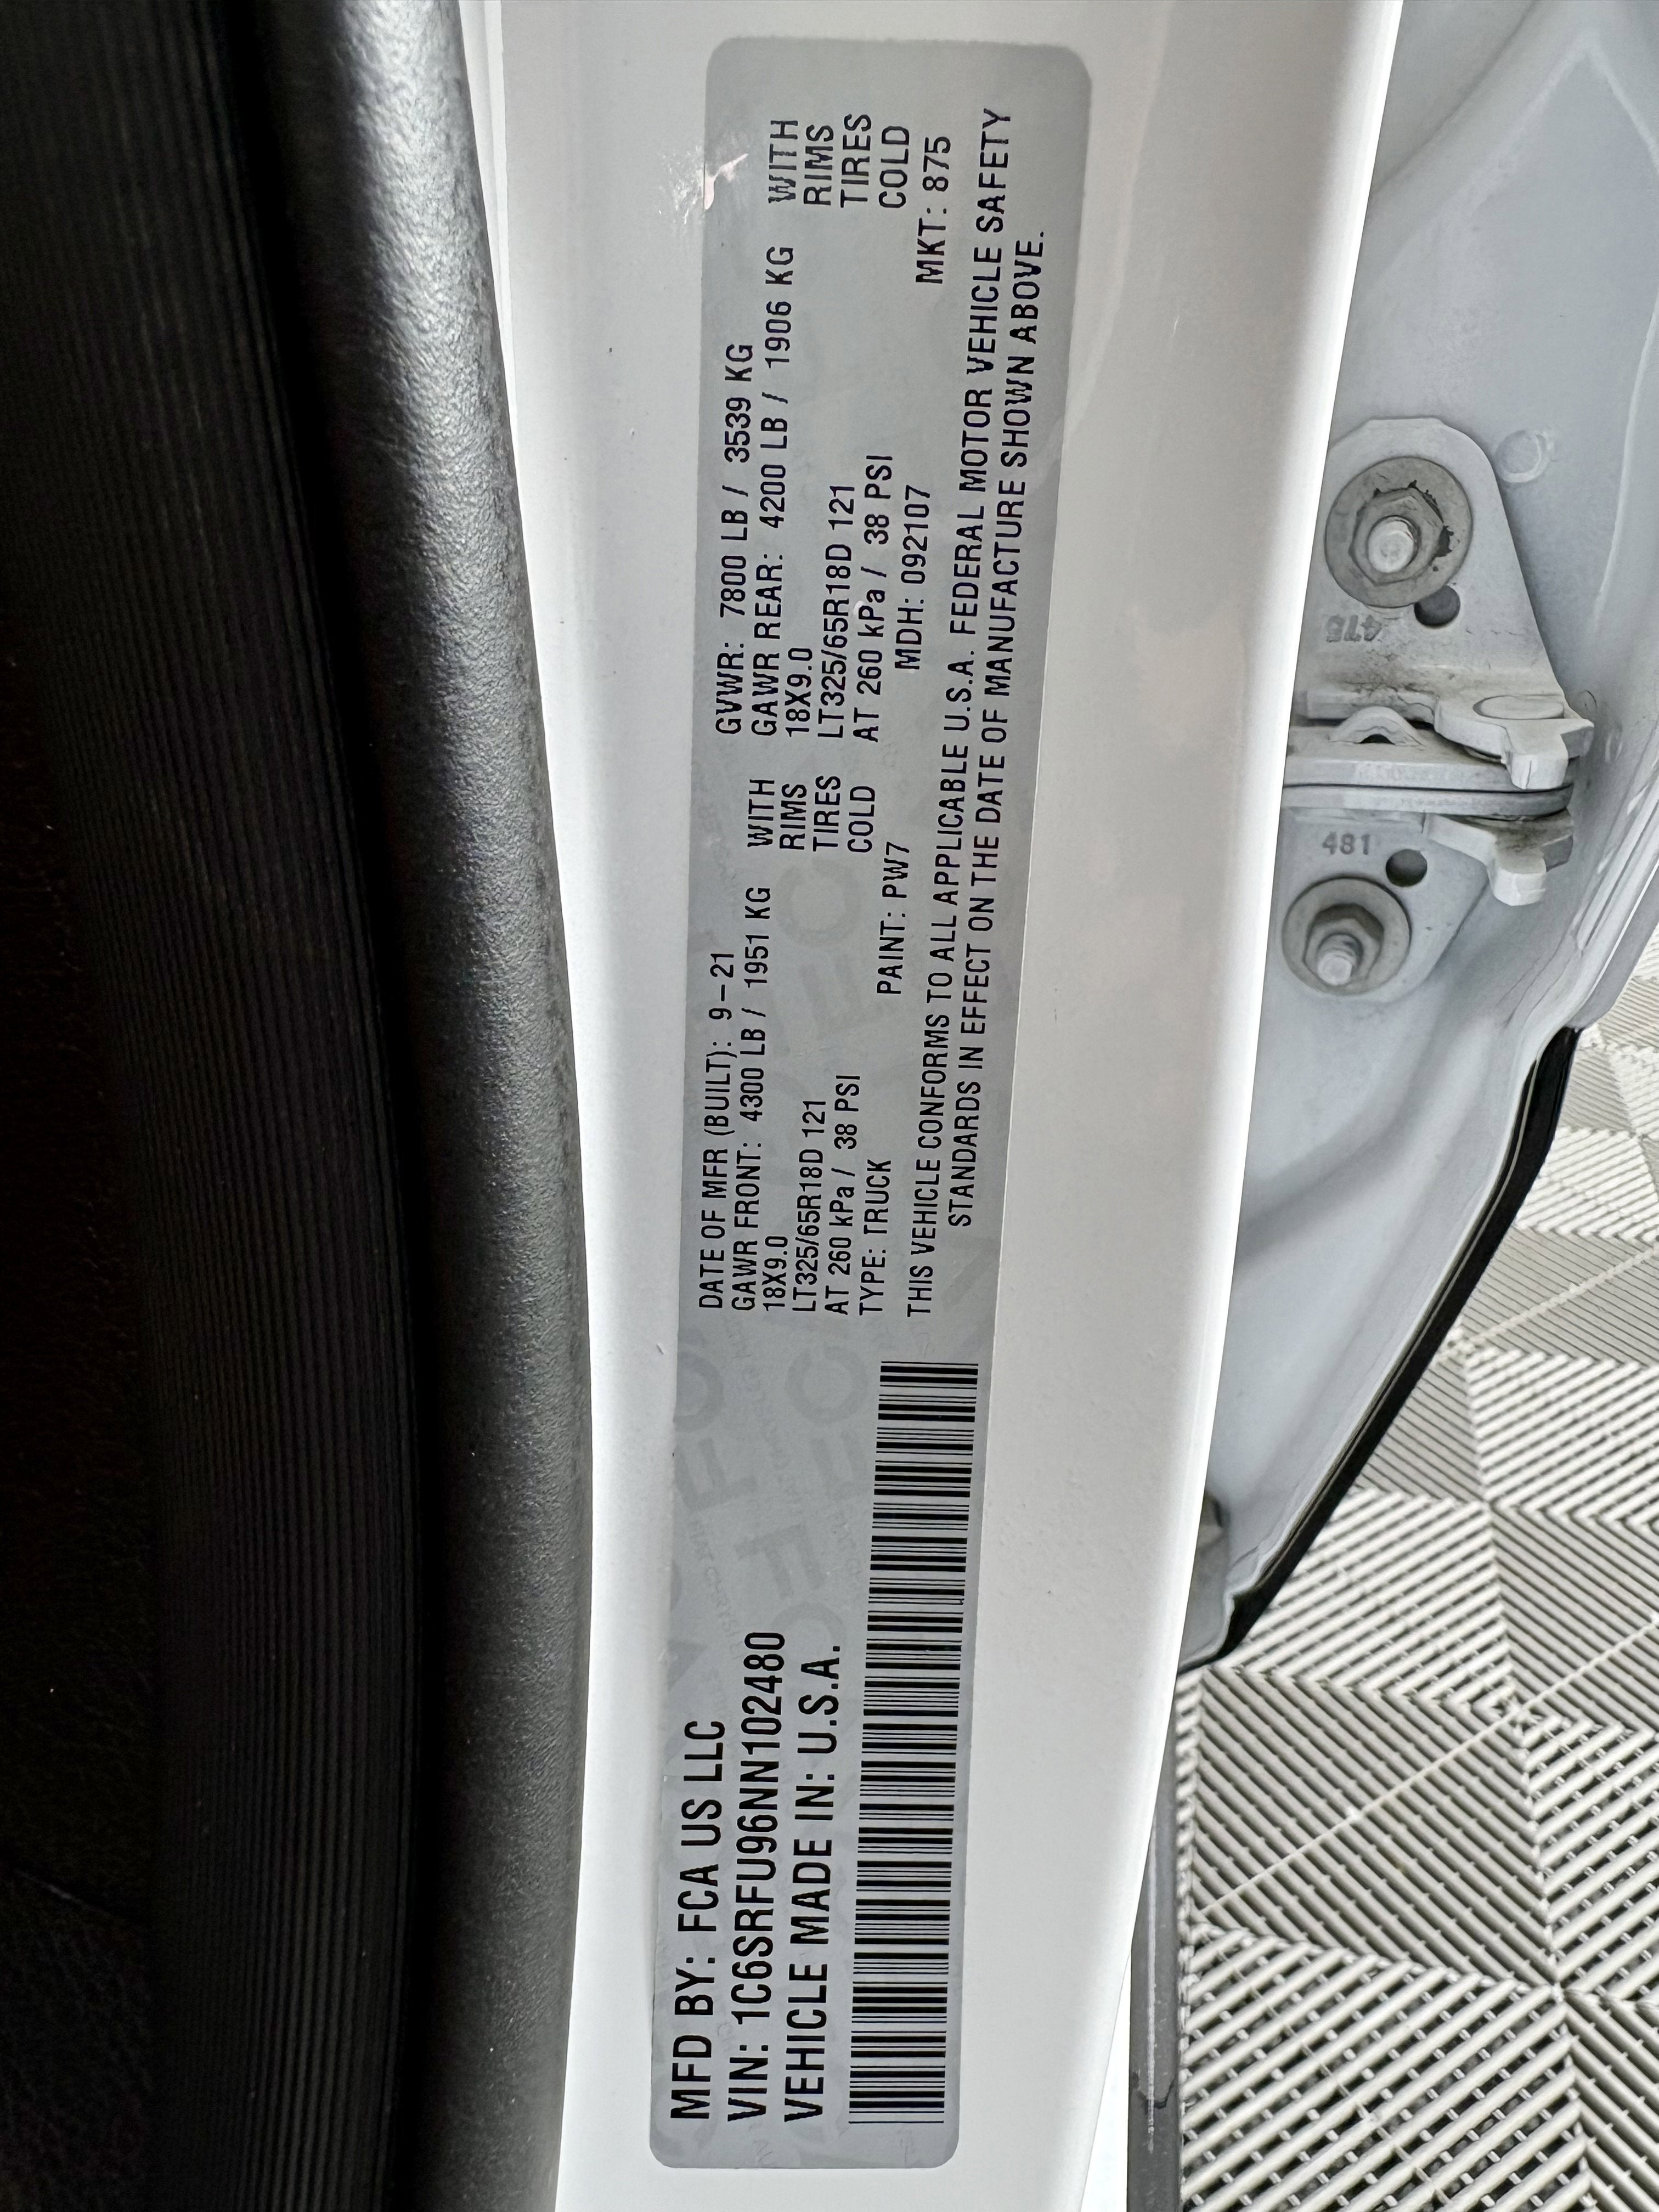 MFD BY: FCA US LLC
VIN: 1C6SRFU96NN102480
VEHICLE MADE IN: U.S.A.
DATE OF MFR (BUILT): 9-21
GAWR FRONT: 4300 LB / 1951 KG WITH
18X9.0 RIMS
LT325/65R18D 121 TIRES
AT 260 kPa / 38 PSI COLD
TYPE: TRUCK PAINT: PW7
GVWR: 7800 LB / 3539 KG
GAWR REAR: 4200 LB / 1906 KG WITH
18X9.0 RIMS
LT325/65R18D 121 TIRES
AT 260 kPa / 38 PSI COLD
MDH: 092107 MKT: 875
THIS VEHICLE CONFORMS TO ALL APPLICABLE U.S.A. FEDERAL MOTOR VEHICLE SAFETY
STANDARDS IN EFFECT ON THE DATE OF MANUFACTURE SHOWN ABOVE.
475
481